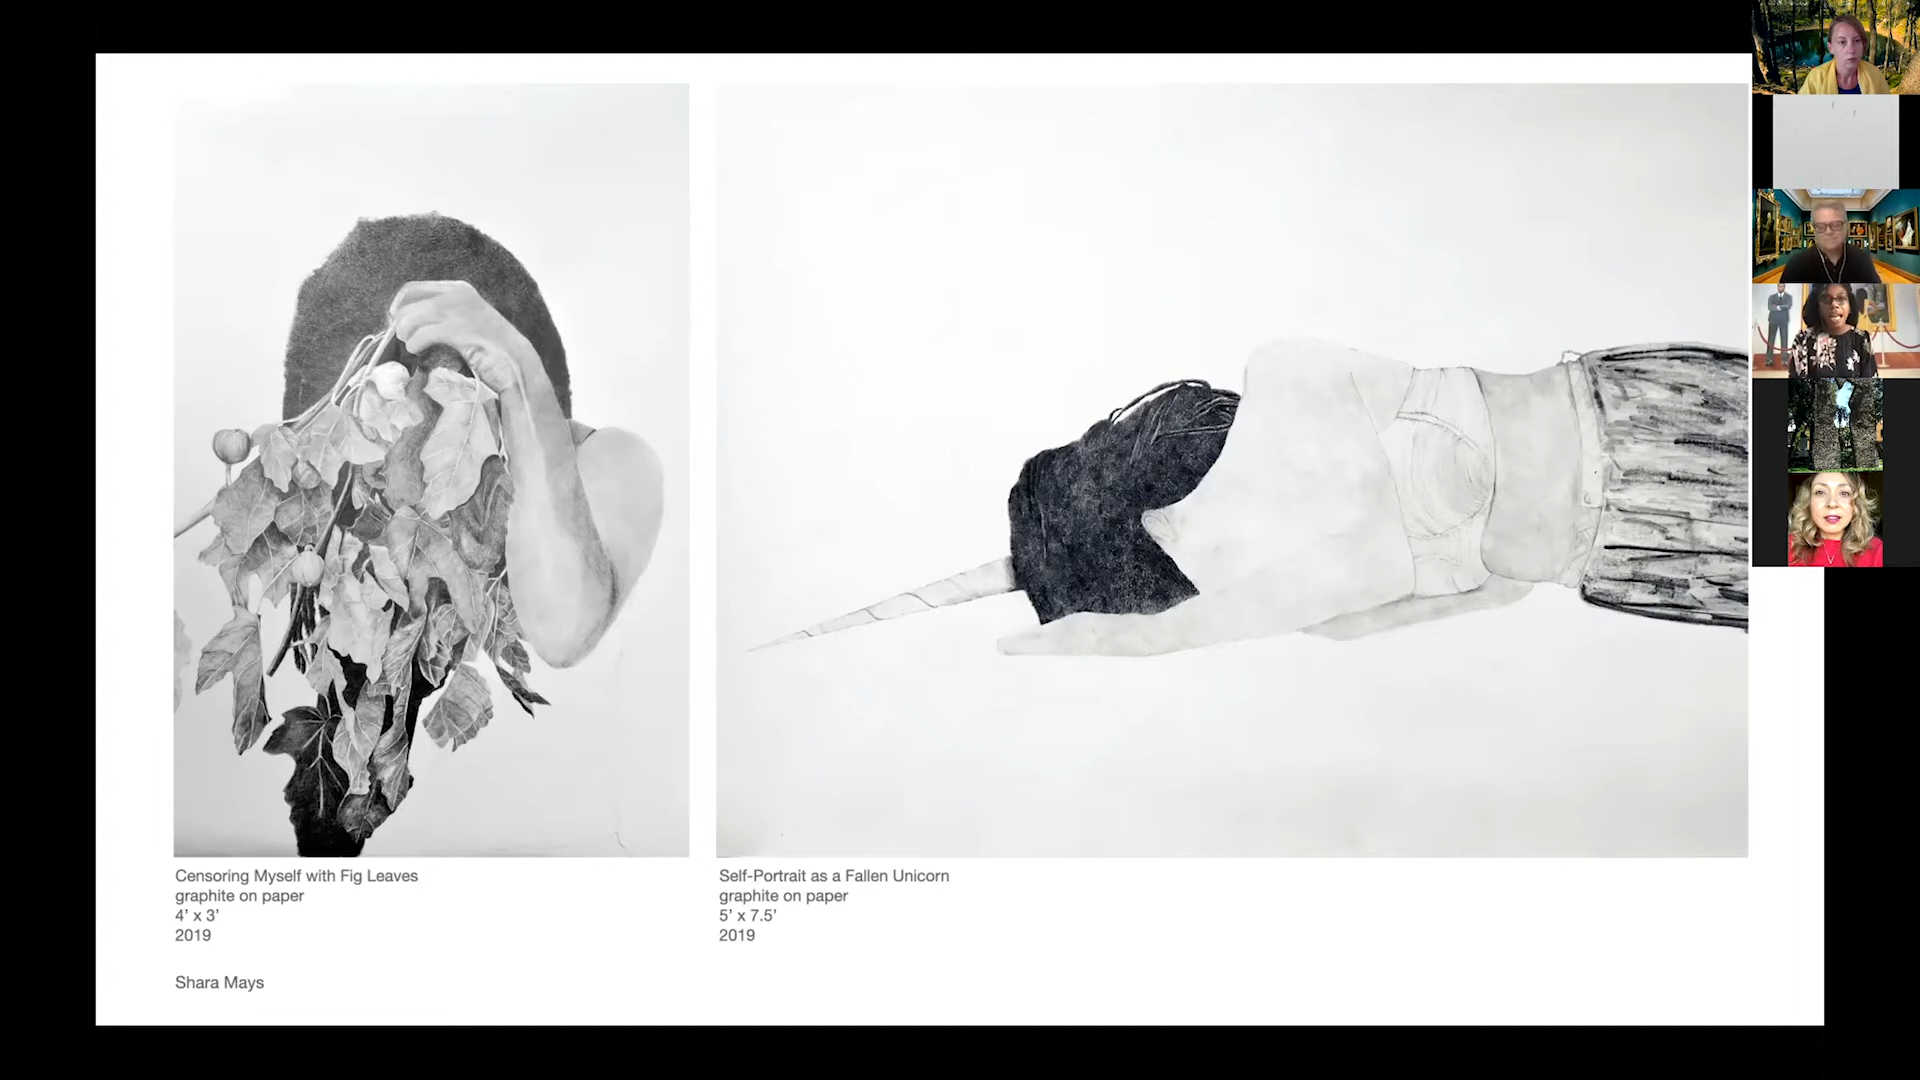 Censoring Myself with Fig Leaves
graphite on paper
4’ x 3’
2019
Self-Portrait as a Fallen Unicorn
graphite on paper
5’ x 7.5’
2019
Shara Mays